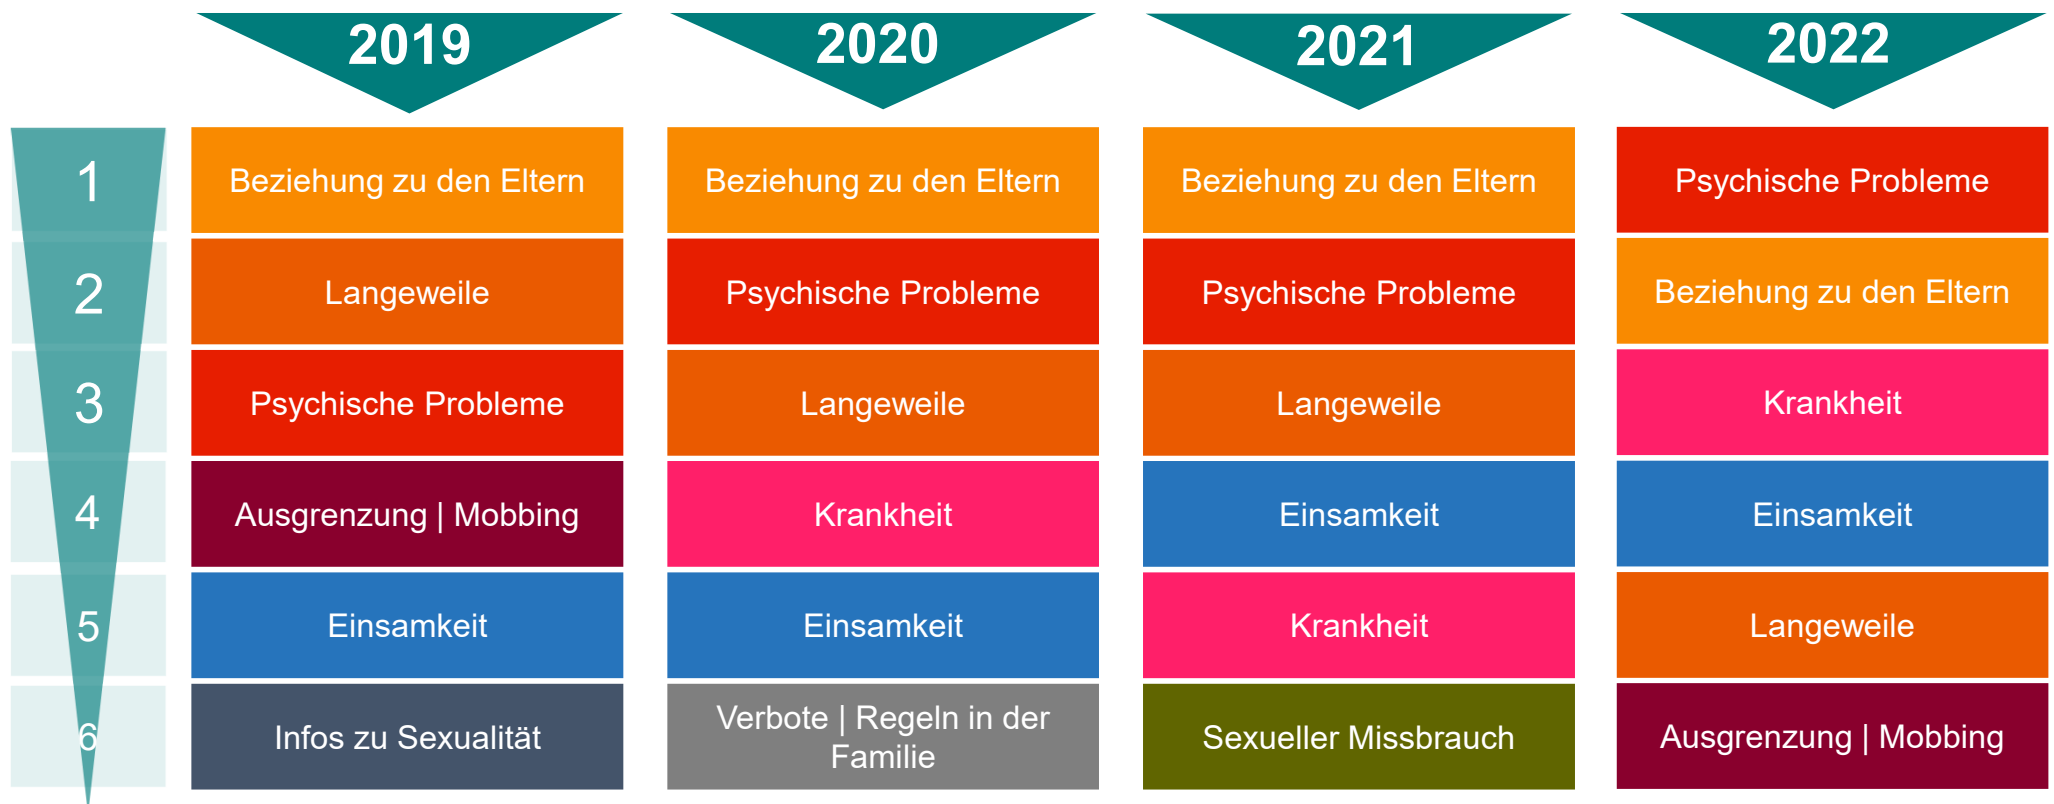 2019
2020
2021
2022
1
Beziehung zu den Eltern
Beziehung zu den Eltern
Beziehung zu den Eltern
Psychische Probleme
2
Langeweile
Psychische Probleme
Psychische Probleme
Beziehung zu den Eltern
3
Psychische Probleme
Langeweile
Langeweile
Krankheit
4
Ausgrenzung | Mobbing
Krankheit
Einsamkeit
Einsamkeit
5
Einsamkeit
Einsamkeit
Krankheit
Langeweile
6
Infos zu Sexualität
Verbote | Regeln in der
Familie
Sexueller Missbrauch
Ausgrenzung | Mobbing